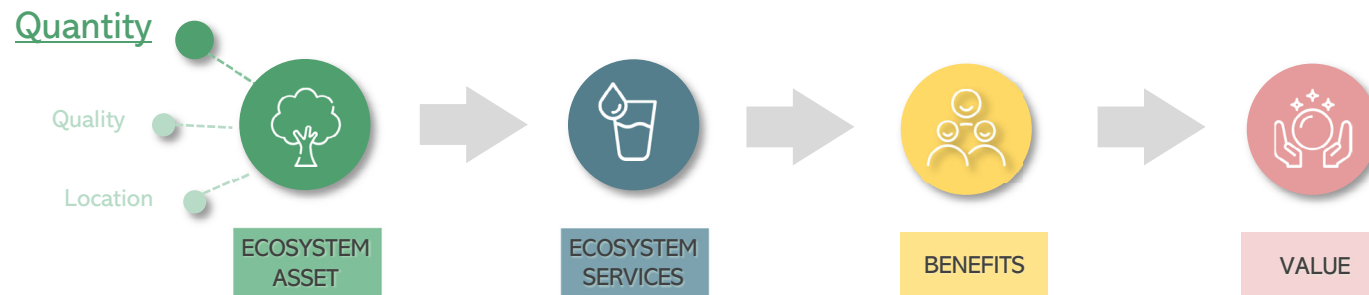 Quantity
Quality
Location
ECOSYSTEM
ASSET
ECOSYSTEM
SERVICES
BENEFITS
VALUE